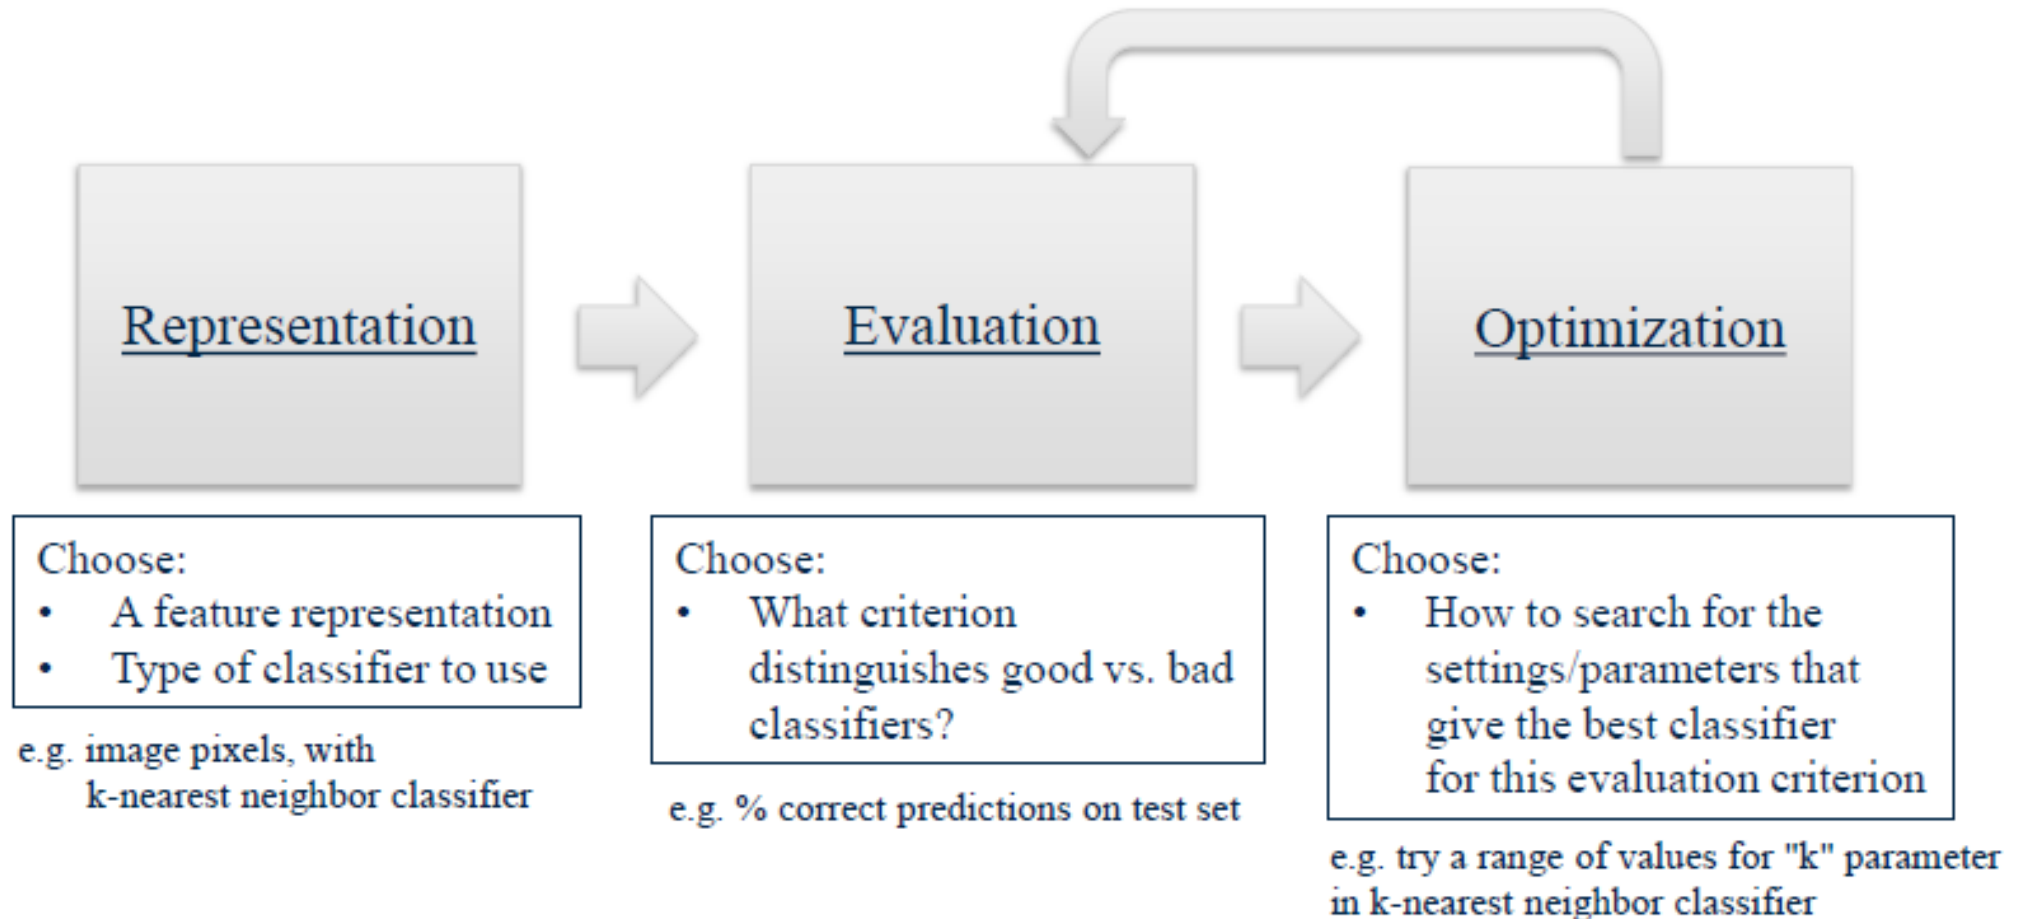 Representation
Evaluation
Optimization
Choose:
• A feature representation
• Type of classifier to use
e.g. image pixels, with
k-nearest neighbor classifier
Choose:
• What criterion
distinguishes good vs. bad
classifiers?
e.g. % correct predictions on test set
Choose:
• How to search for the
settings/parameters that
give the best classifier
for this evaluation criterion
e.g. try a range of values for "k" parameter
in k-nearest neighbor classifier